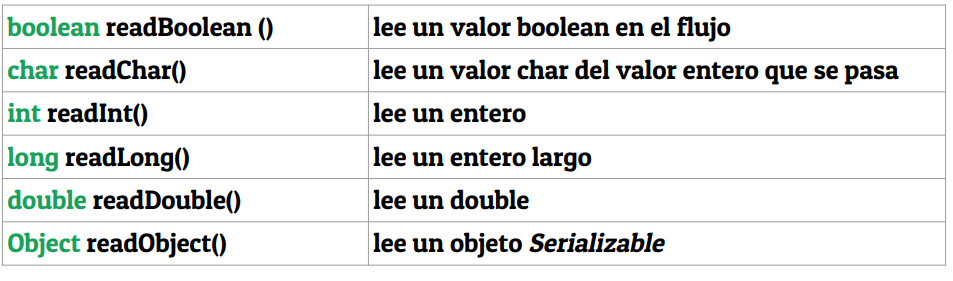 boolean readBoolean () lee un valor boolean en el flujo
char readChar() lee un valor char del valor entero que se pasa
int readInt() lee un entero
long readLong() lee un entero largo
double readDouble() lee un double
Object readObject() lee un objeto Serializable